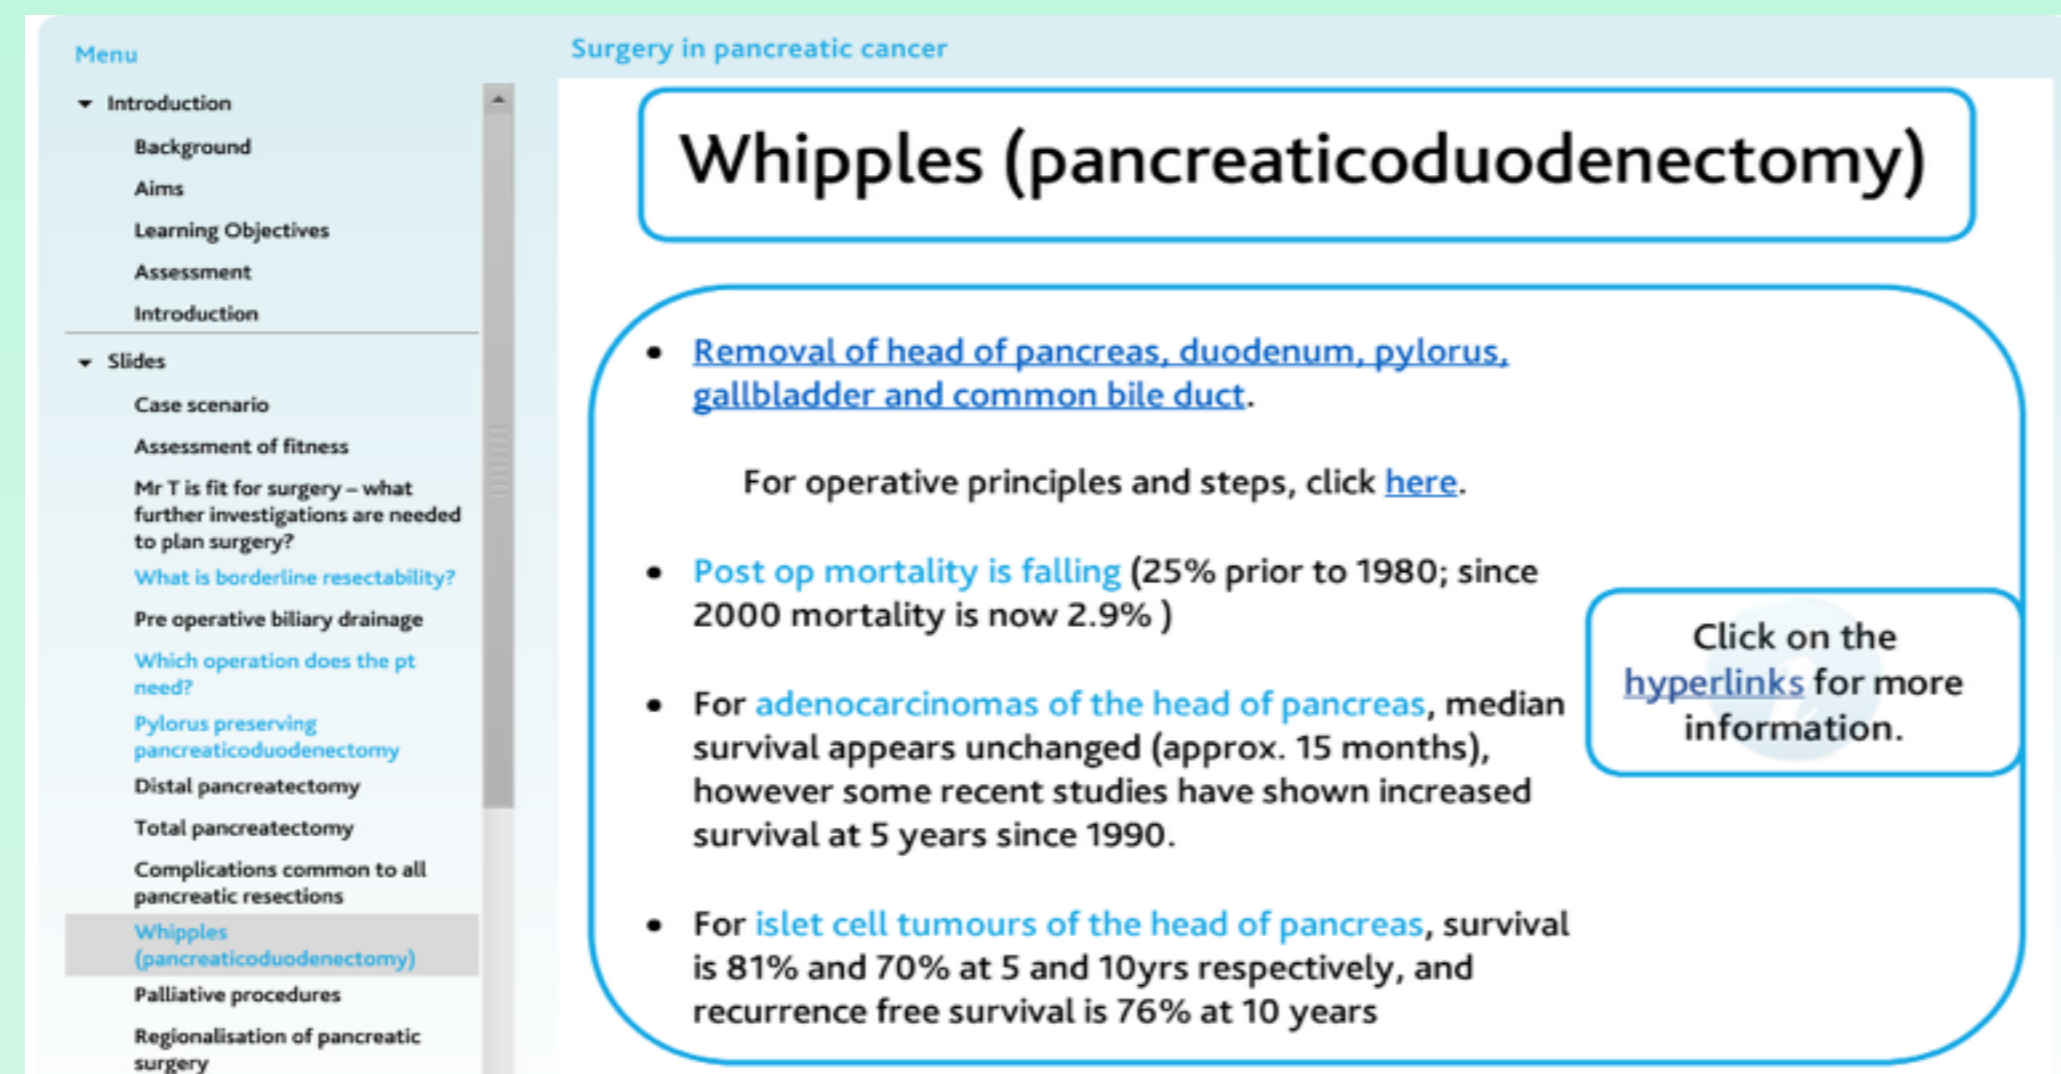 Menu
Introduction
Background
Aims
Learning Objectives
Assessment
Introduction
Slides
Case scenario
Assessment of fitness
Mr T is fit for surgery – what
further investigations are needed
to plan surgery?
What is borderline resectability?
Pre operative biliary drainage
Which operation does the pt
need?
Pylorus preserving
pancreaticoduodenectomy
Distal pancreatectomy
Total pancreatectomy
Complications common to all
pancreatic resections
Whipples
(pancreaticoduodenectomy)
Palliative procedures
Regionalisation of pancreatic
surgery
Surgery in pancreatic cancer
Whipples (pancreaticoduodenectomy)
• Removal of head of pancreas, duodenum, pylorus,
gallbladder and common bile duct.
For operative principles and steps, click here.
• Post op mortality is falling (25% prior to 1980; since
2000 mortality is now 2.9% )
• For adenocarcinomas of the head of pancreas, median
survival appears unchanged (approx. 15 months),
however some recent studies have shown increased
survival at 5 years since 1990.
• For islet cell tumours of the head of pancreas, survival
is 81% and 70% at 5 and 10yrs respectively, and
recurrence free survival is 76% at 10 years
Click on the
hyperlinks for more
information.